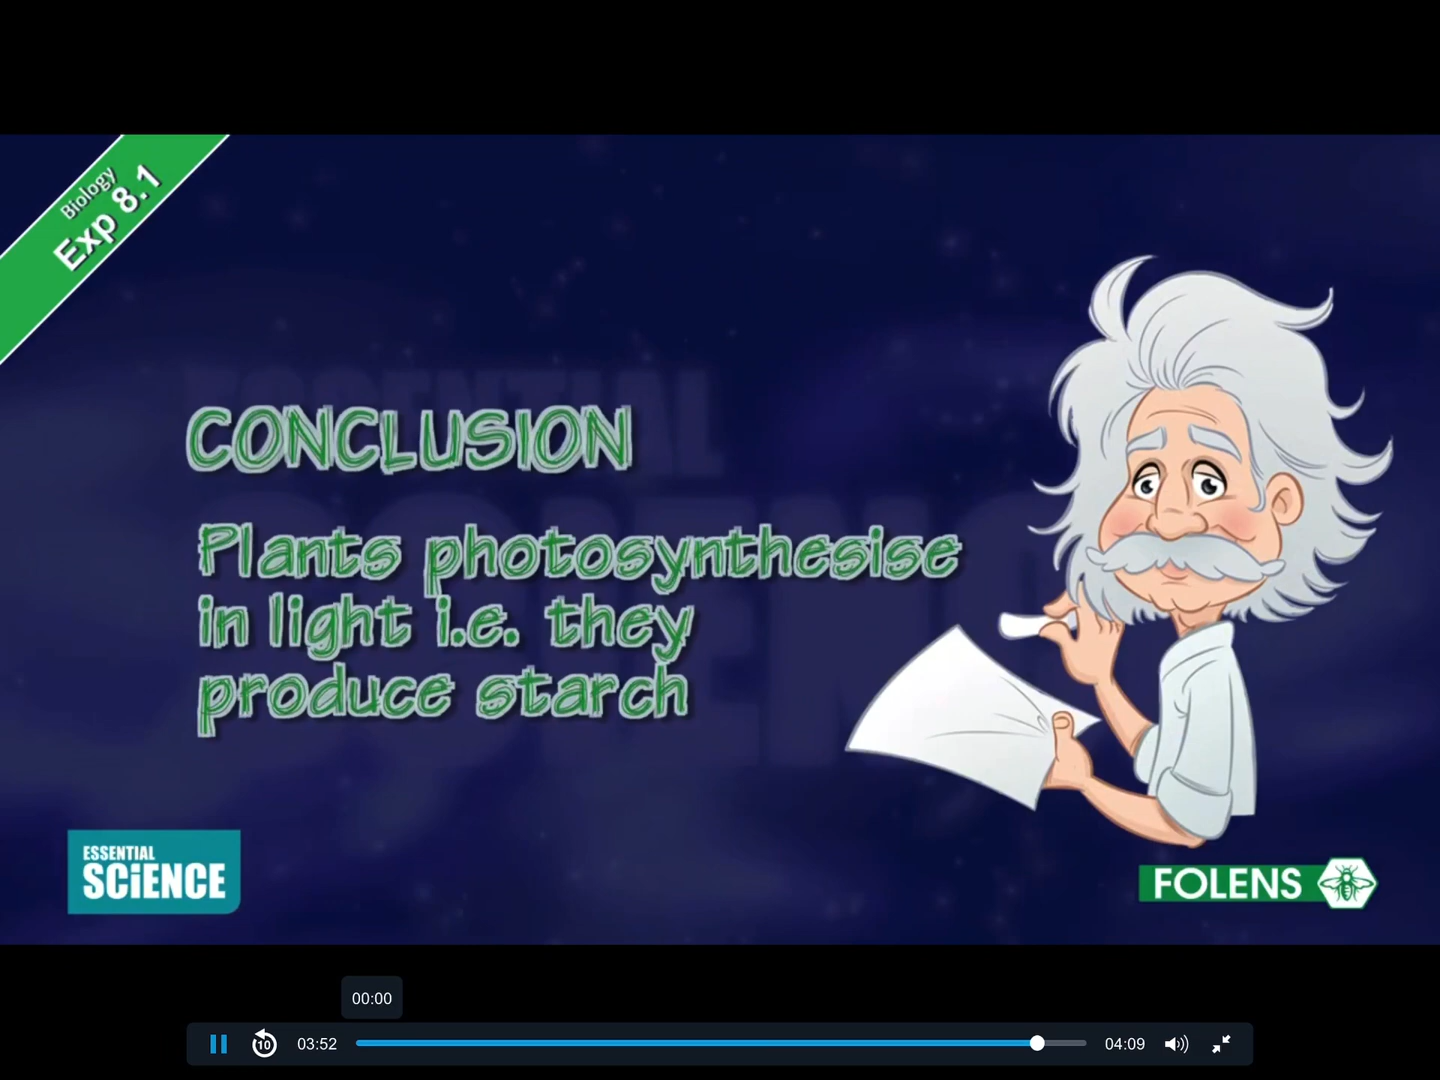 Biology
Exp 8.1
CONCLUSION
Plants photosynthesise
in light i.e. they
produce starch
ESSENTIAL
SCiENCE
FOLENS
00:00
10
03:52
04:09